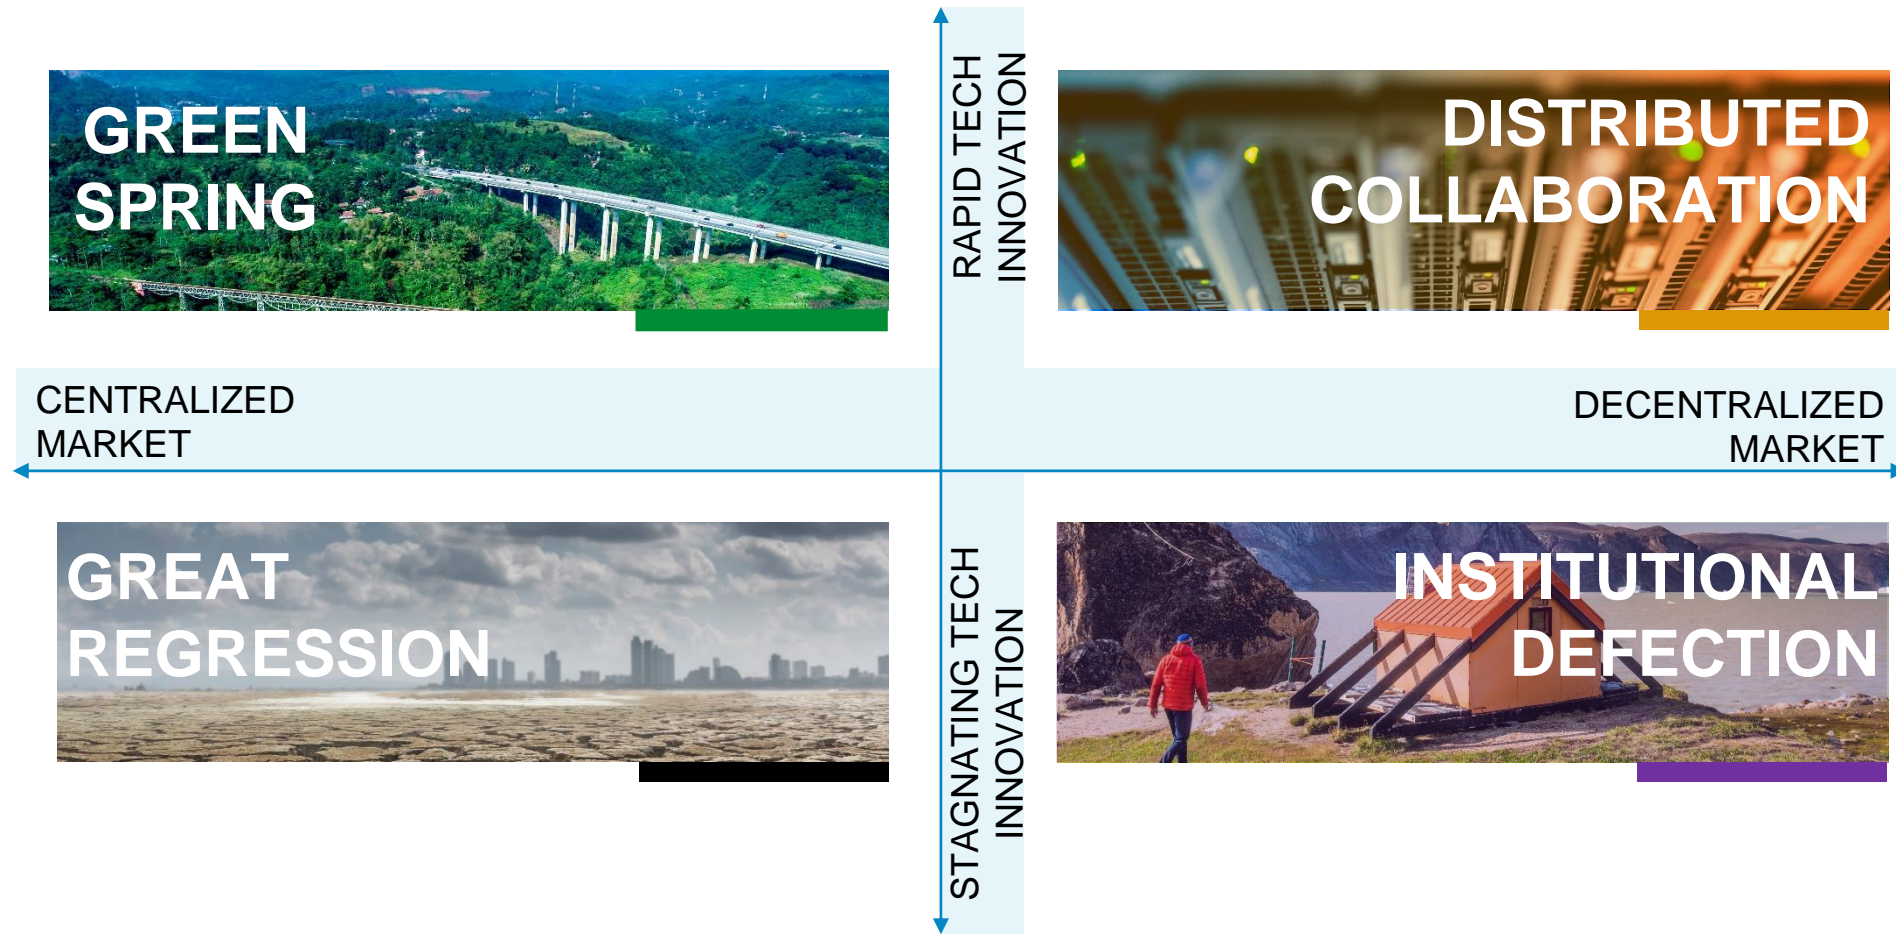 GREEN
SPRING
RAPID TECH
INNOVATION
DISTRIBUTED
COLLABORATION
CENTRALIZED
MARKET
DECENTRALIZED
MARKET
GREAT
REGRESSION
STAGNATING TECH
INNOVATION
INSTITUTIONAL
DEFECTION